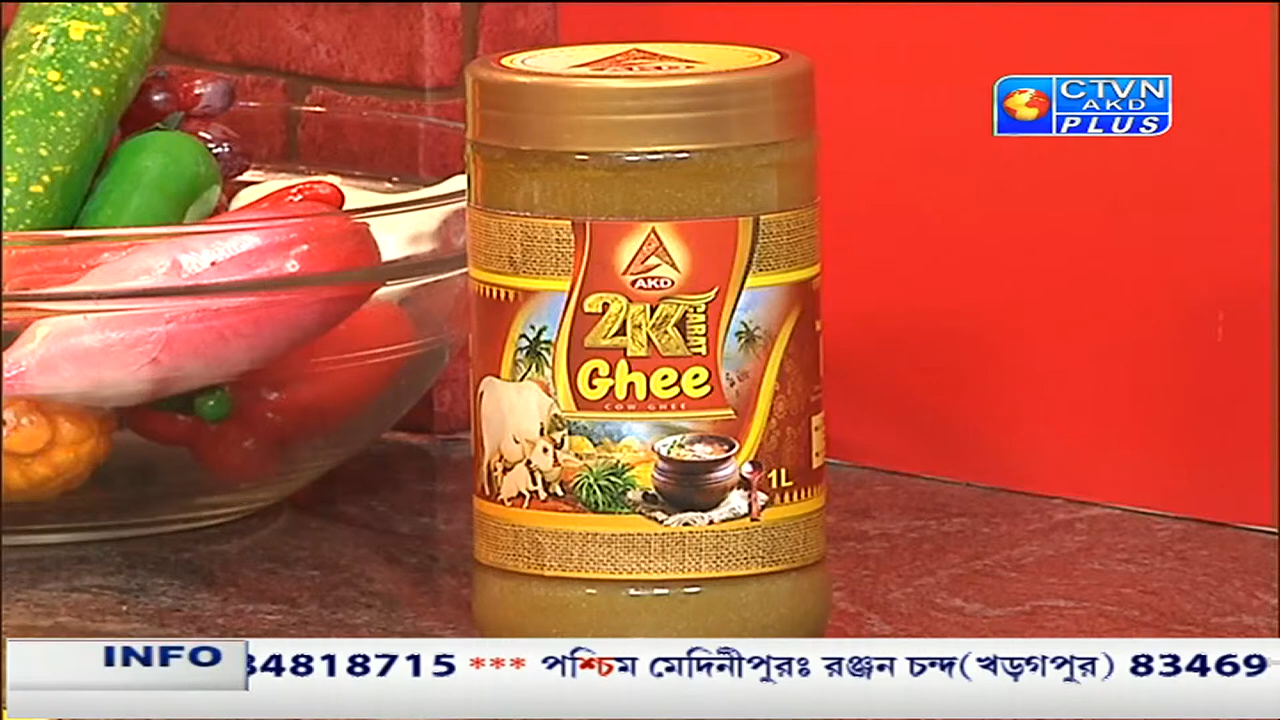 CTVN
AKD
PLUS
AKD
2K CARAT
Ghee
COW GHEE
1L
INFO 34818715 *** পশ্চিম মেদিনীপুরঃ রঞ্জন চন্দ(খড়গপুর) 83469